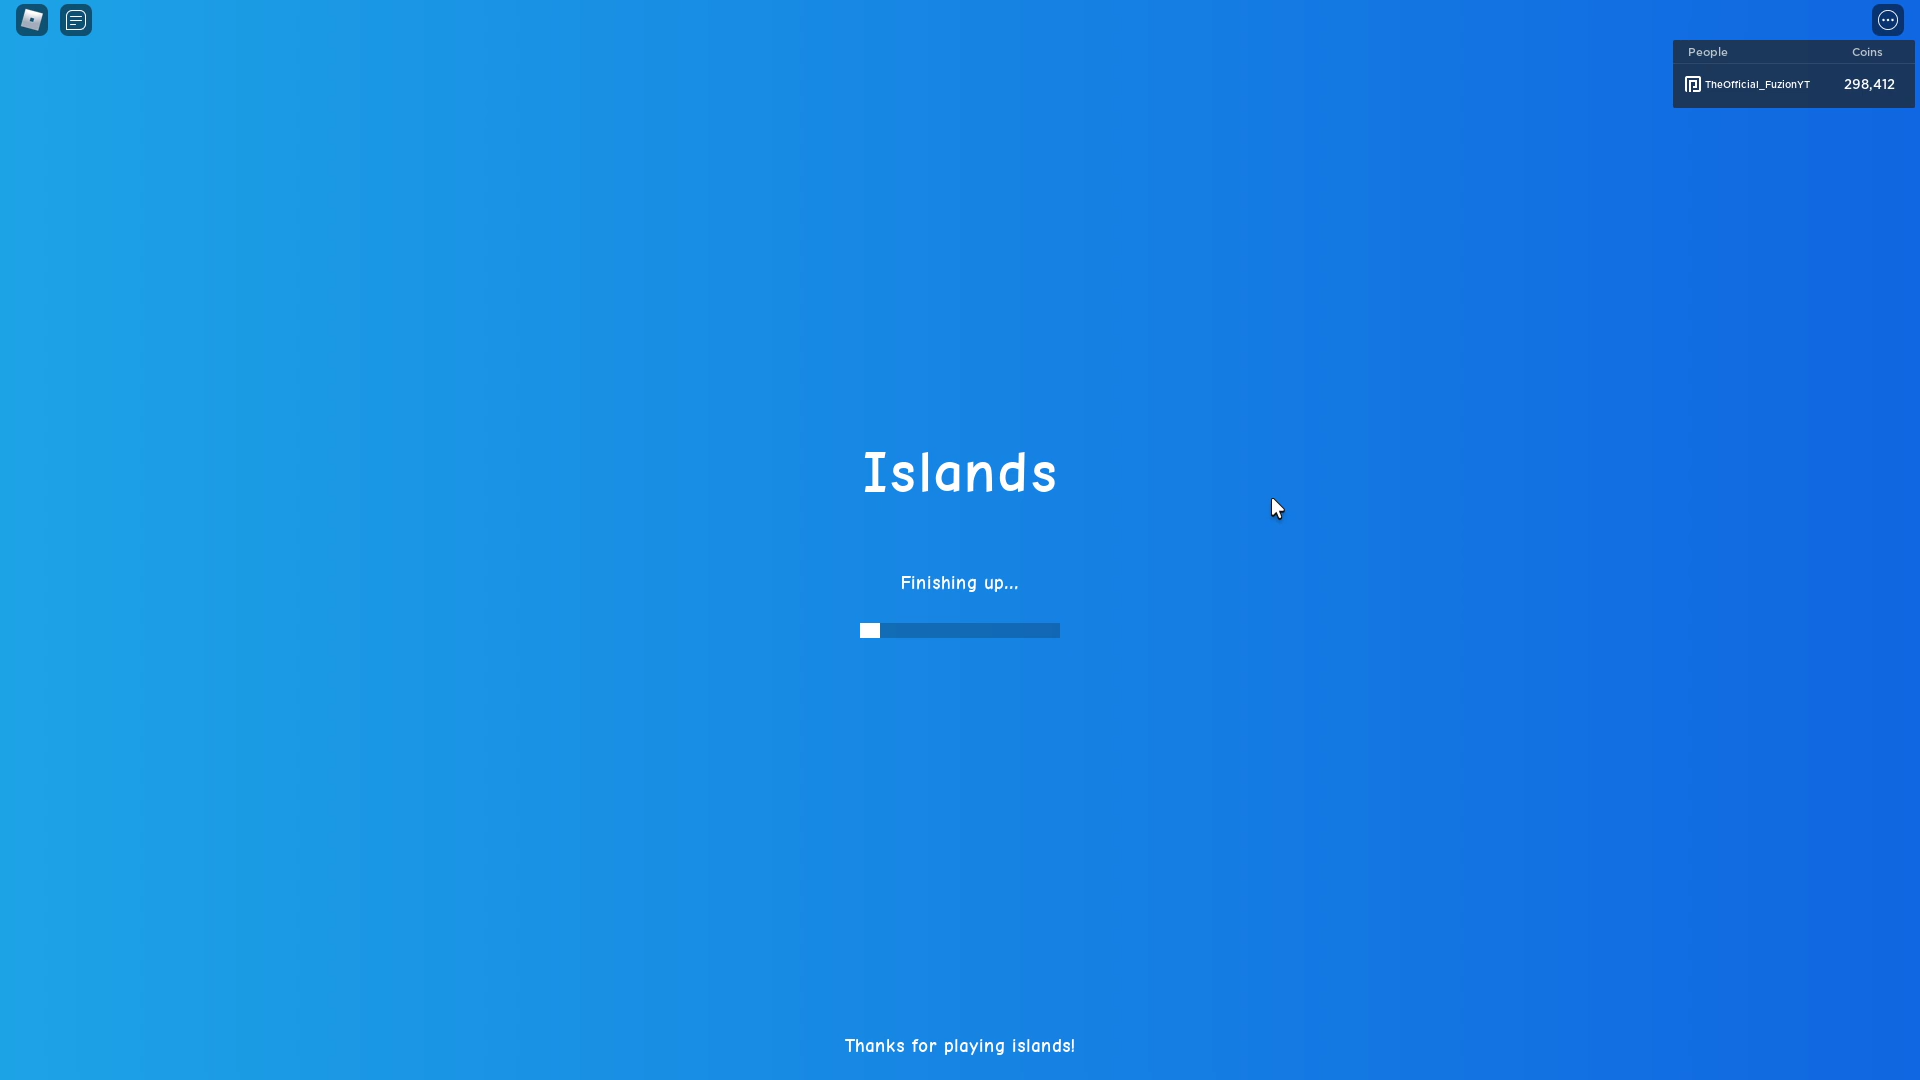 People Coins
TheOfficial_FuzionYT 298,412
Islands
Finishing up...
Thanks for playing islands!